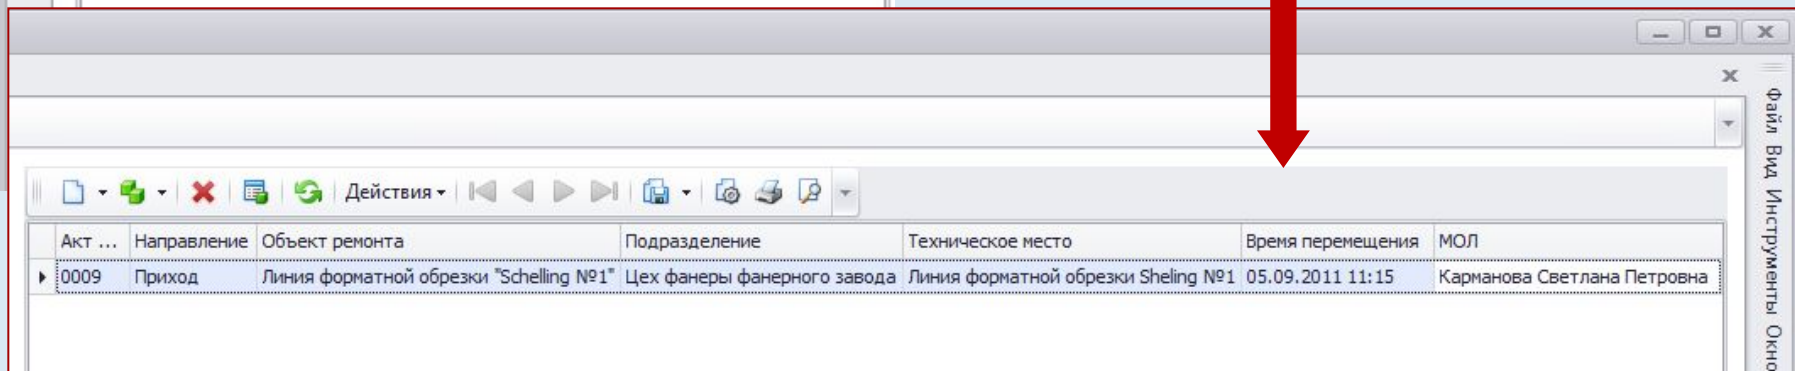 Действия
Акт ... Направление Объект ремонта Подразделение Техническое место Время перемещения МОЛ
0009 Приход Линия форматной обрезки "Schelling №1" Цех фанеры фанерного завода Линия форматной обрезки Sheling №1 05.09.2011 11:15 Карманова Светлана Петровна
Файл Вид Инструменты Окно